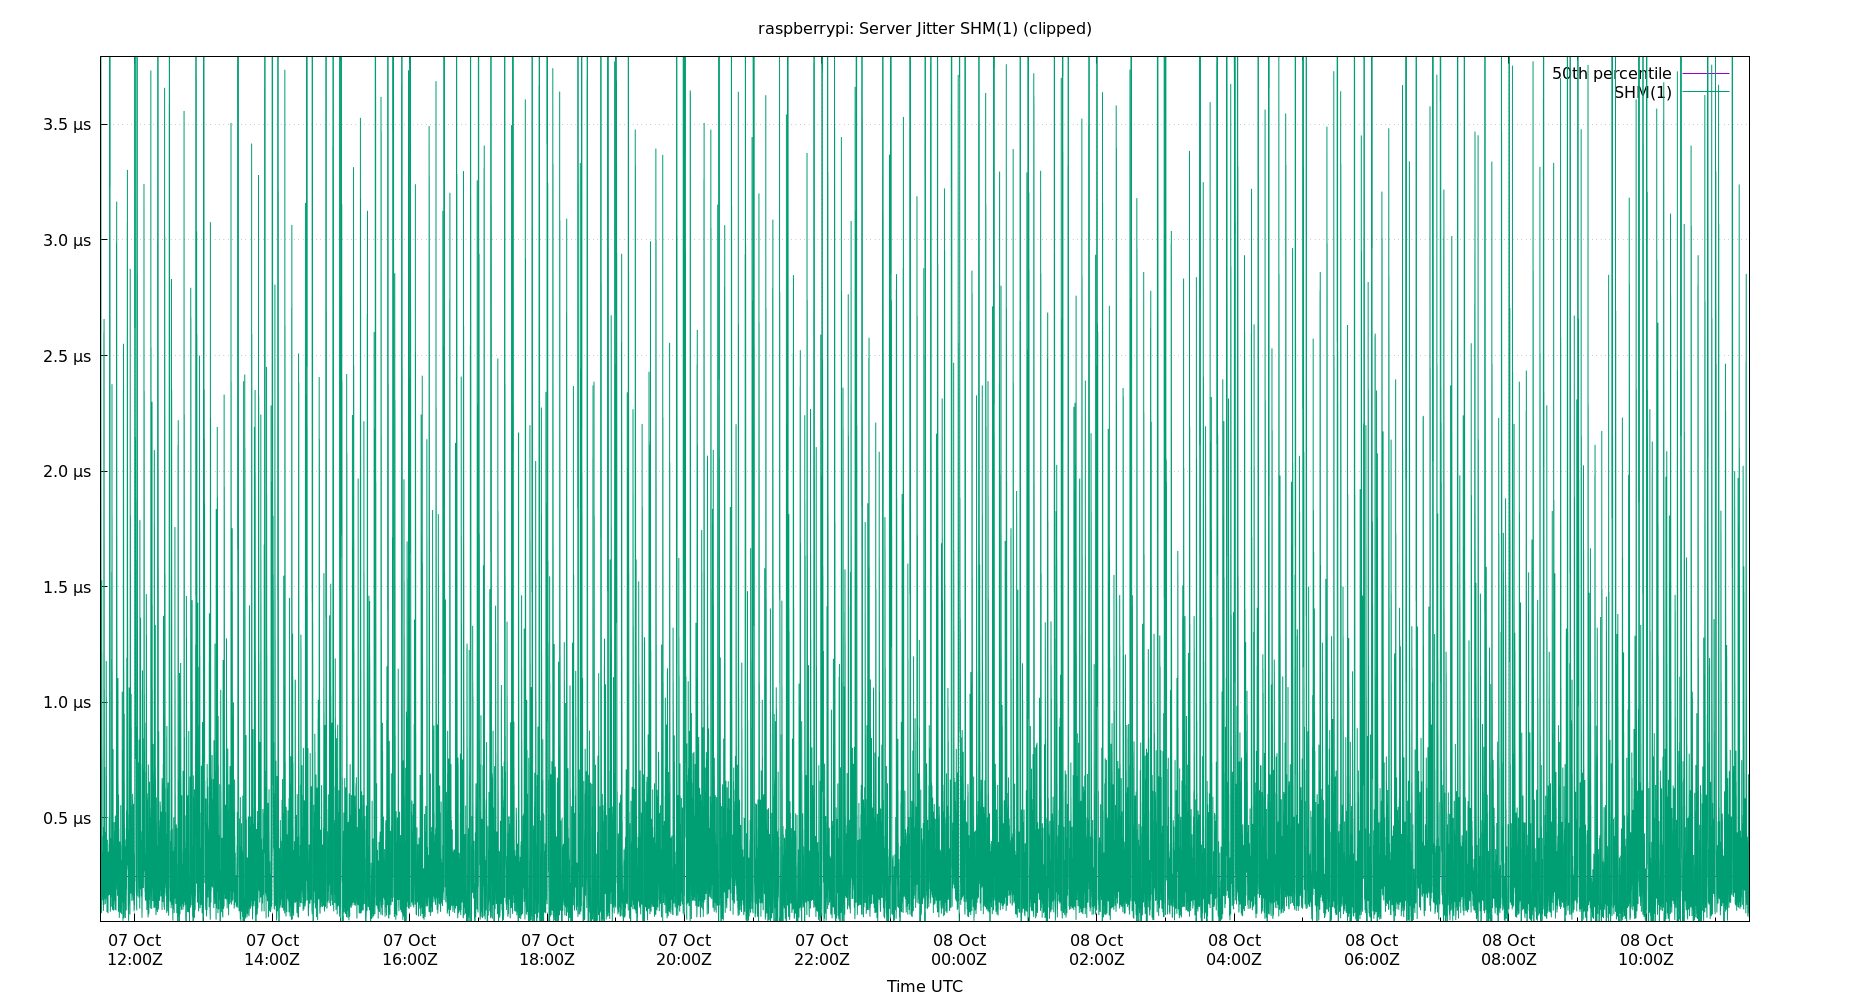 raspberrypi: Server Jitter SHM(1) (clipped)
50th percentile
SHM(1)
3.5 µs
3.0 µs
2.5 µs
2.0 µs
1.5 µs
1.0 µs
0.5 µs
07 Oct 07 Oct 07 Oct 07 Oct 07 Oct 07 Oct 08 Oct 08 Oct 08 Oct 08 Oct 08 Oct 08 Oct
12:00Z 14:00Z 16:00Z 18:00Z 20:00Z 22:00Z 00:00Z 02:00Z 04:00Z 06:00Z 08:00Z 10:00Z
Time UTC